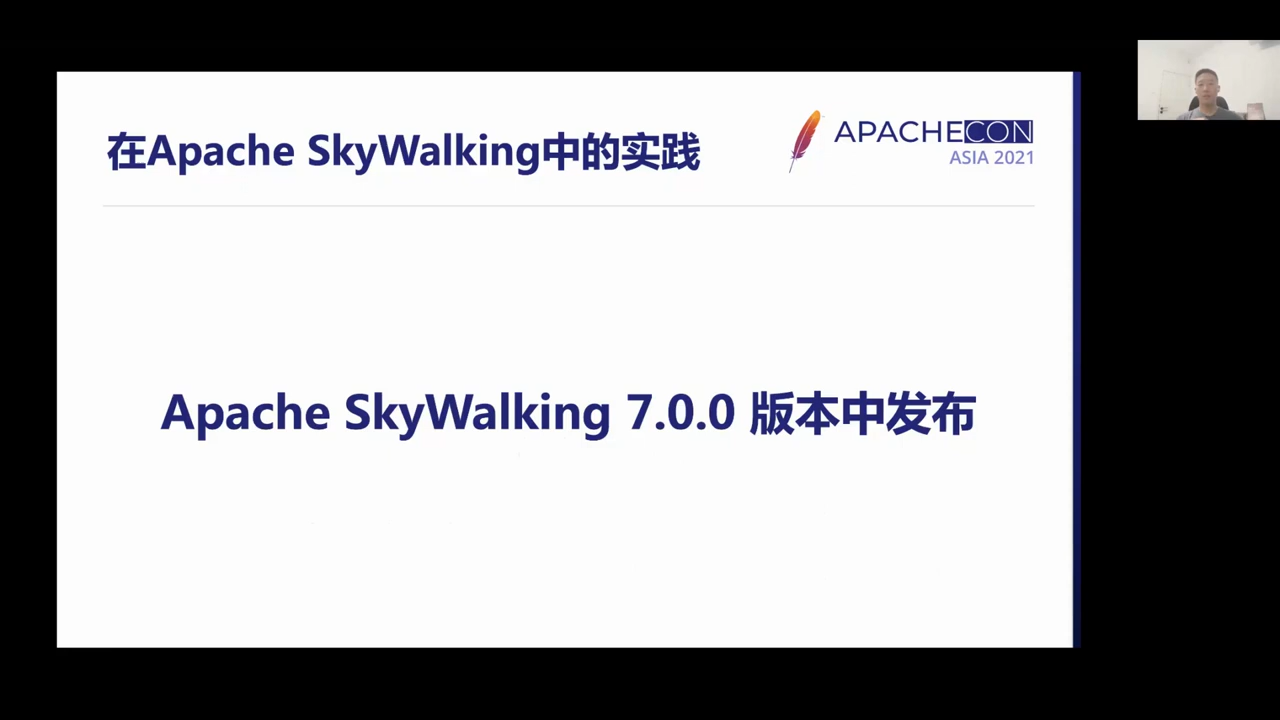 在Apache SkyWalking中的实践
APACHECON
ASIA 2021
Apache SkyWalking 7.0.0 版本中发布